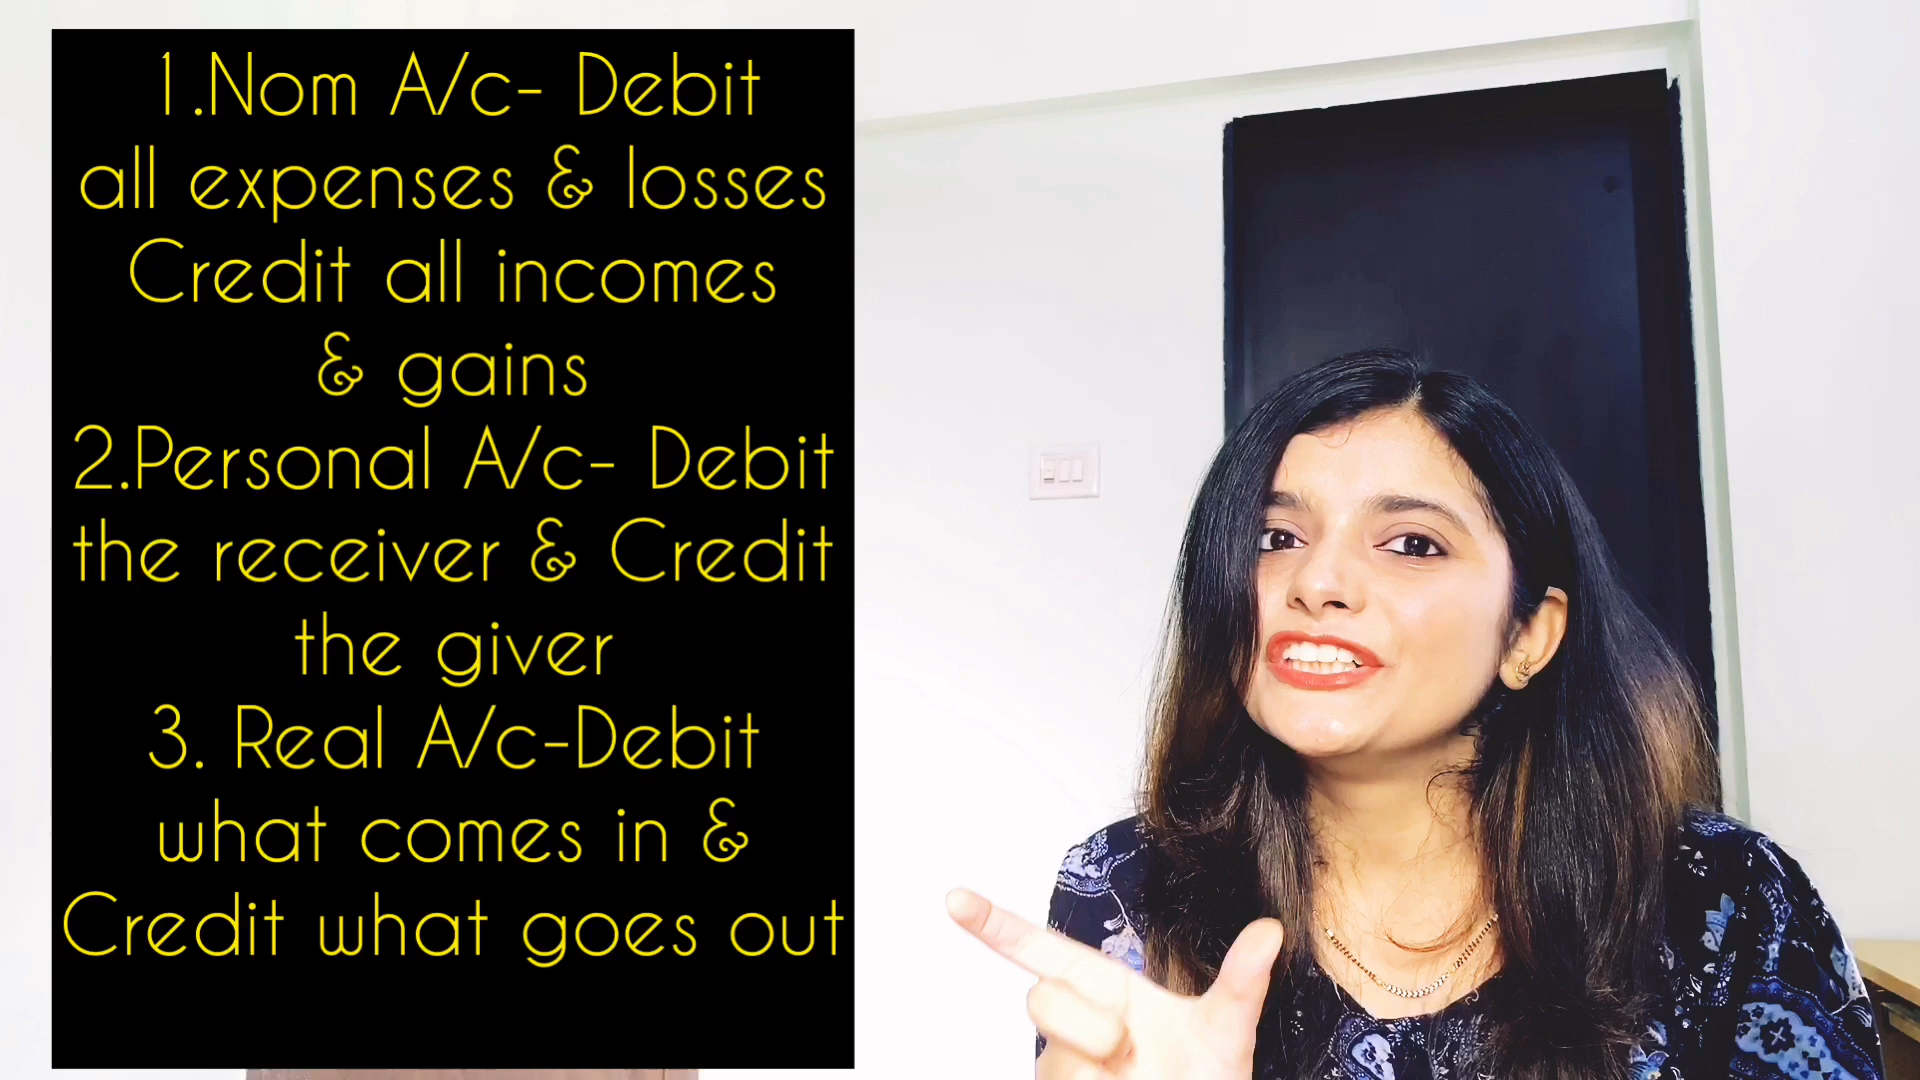 1.Nom A/c- Debit
all expenses & losses
Credit all incomes
& gains
2.Personal A/c- Debit
the receiver & Credit
the giver
3. Real A/c-Debit
what comes in &
Credit what goes out